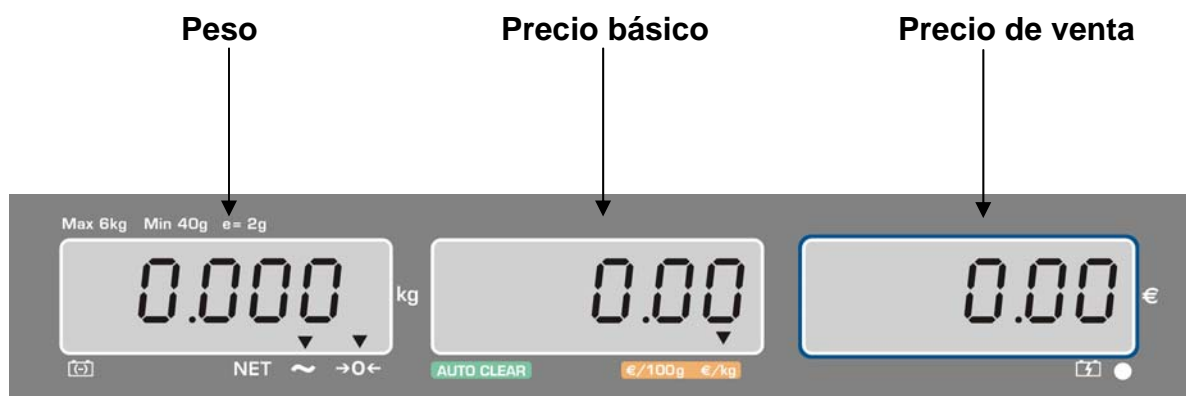 Peso Precio básico Precio de venta
Max 6kg Min 40g e= 2g
0.000 kg 0.00 0.00 €
NET ~ →0← AUTO CLEAR €/100g €/kg